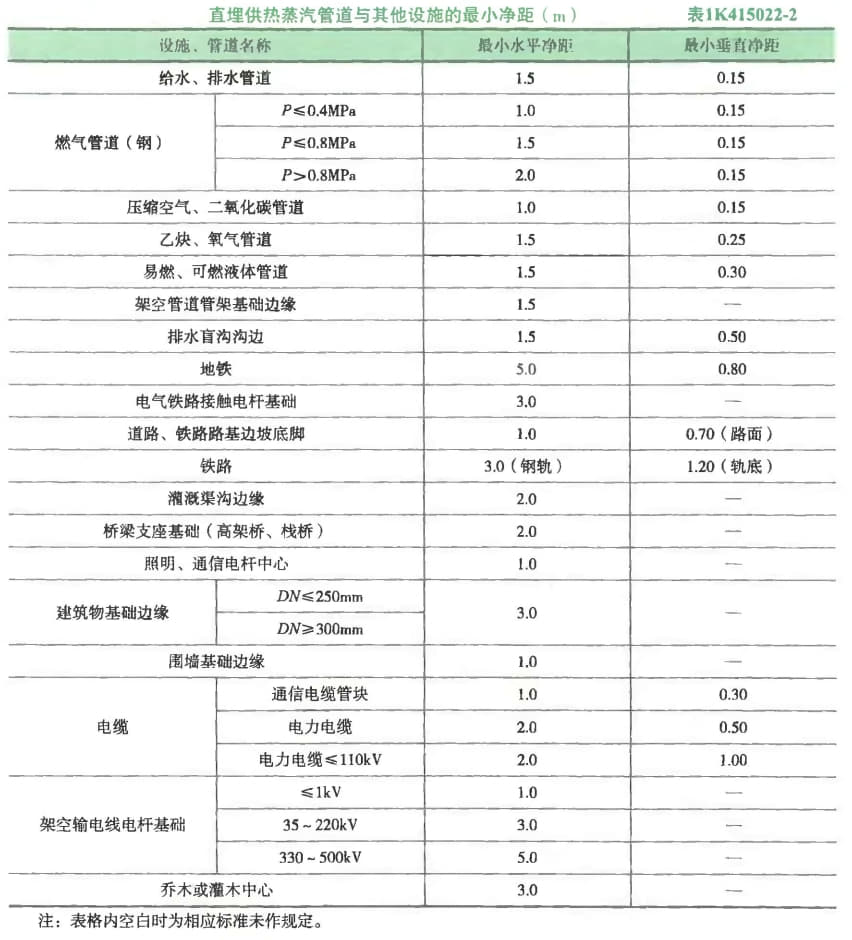 直埋供热蒸汽管道与其他设施的最小净距（m） 表1K415022-2
设施、管道名称 最小水平净距 最小垂直净距
给水、排水管道 1.5 0.15
燃气管道（钢） P≤0.4MPa 1.0 0.15
P≤0.8MPa 1.5 0.15
P>0.8MPa 2.0 0.15
压缩空气、二氧化碳管道 1.0 0.15
乙炔、氧气管道 1.5 0.25
易燃、可燃液体管道 1.5 0.30
架空管道管架基础边缘 1.5 —
排水盲沟沟边 1.5 0.50
地铁 5.0 0.80
电气铁路接触电杆基础 3.0 —
道路、铁路路基边坡底脚 1.0 0.70（路面）
铁路 3.0（钢轨） 1.20（轨底）
灌溉渠沟边缘 2.0 —
桥梁支座基础（高架桥、栈桥） 2.0 —
照明、通信电杆中心 1.0 —
建筑物基础边缘 DN≤250mm 3.0 —
DN≥300mm
围墙基础边缘 1.0 —
电缆 通信电缆管块 1.0 0.30
电力电缆 2.0 0.50
电力电缆≤110kV 2.0 1.00
架空输电线电杆基础 ≤1kV 1.0 —
35～220kV 3.0 —
330～500kV 5.0 —
乔木或灌木中心 3.0 —
注：表格内空白时为相应标准未作规定。